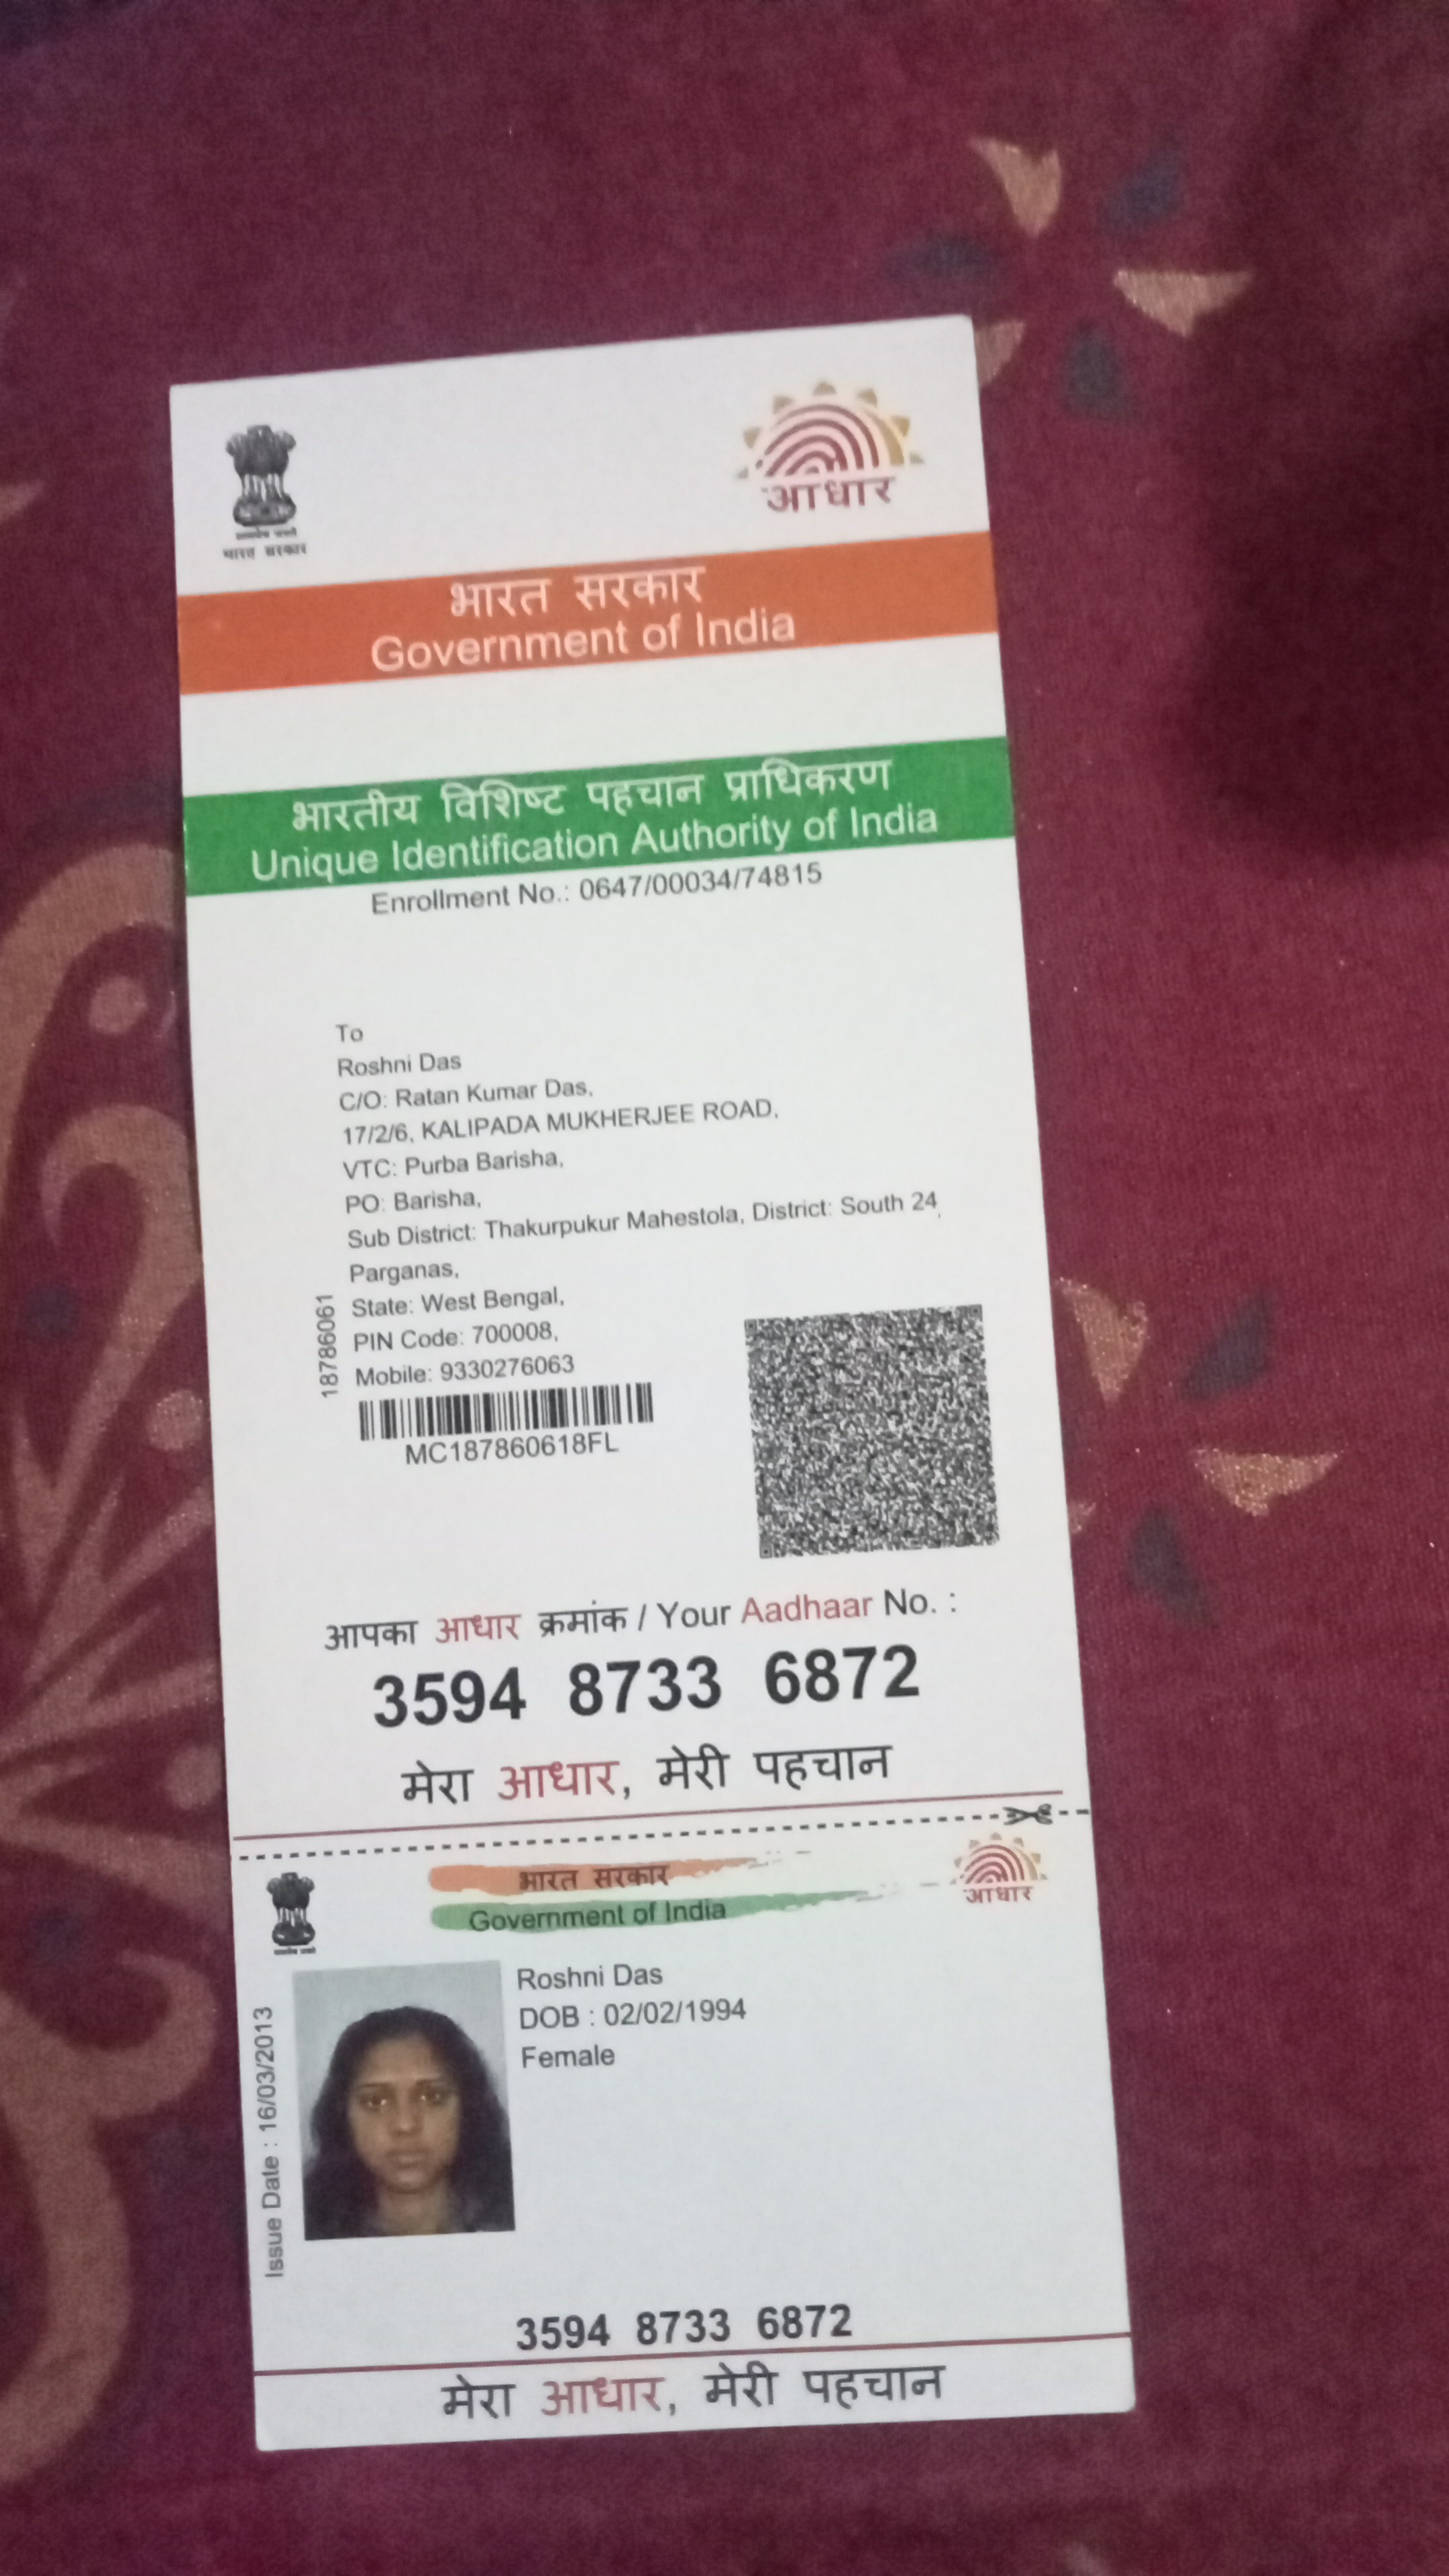 आधार
भारत सरकार
भारत सरकार
Government of India
भारतीय विशिष्ट पहचान प्राधिकरण
Unique Identification Authority of India
Enrollment No.: 0647/00034/74815
To
Roshni Das
C/O: Ratan Kumar Das,
17/2/6, KALIPADA MUKHERJEE ROAD,
VTC: Purba Barisha,
PO: Barisha,
Sub District: Thakurpukur Mahestola, District: South 24
Parganas,
State: West Bengal,
PIN Code: 700008,
Mobile: 9330276063
18786061
MC187860618FL
आपका आधार क्रमांक / Your Aadhaar No. :
3594 8733 6872
मेरा आधार, मेरी पहचान
भारत सरकार
Government of India
आधार
Roshni Das
DOB : 02/02/1994
Female
Issue Date : 16/03/2013
3594 8733 6872
मेरा आधार, मेरी पहचान